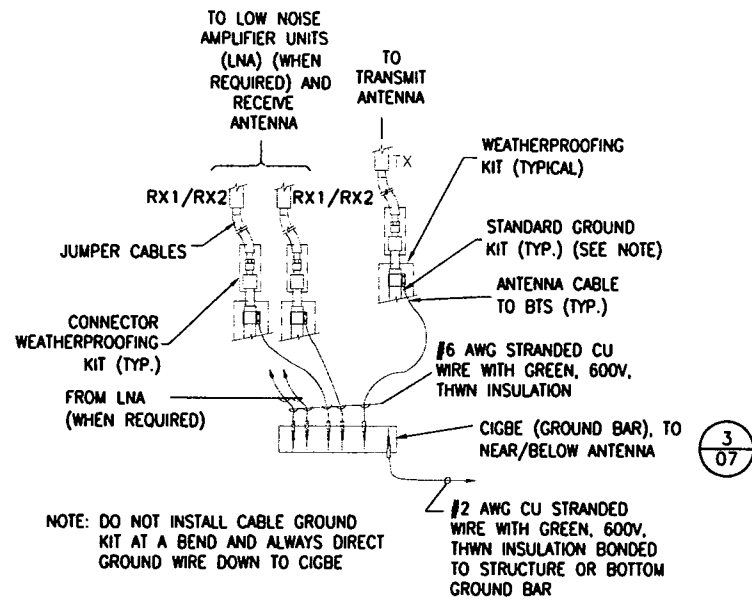 TO LOW NOISE
AMPLIFIER UNITS
(LNA) (WHEN
REQUIRED) AND
RECEIVE
ANTENNA
TO
TRANSMIT
ANTENNA
WEATHERPROOFING
KIT (TYPICAL)
TX
RX1/RX2
RX1/RX2
STANDARD GROUND
KIT (TYP.) (SEE NOTE)
JUMPER CABLES
ANTENNA CABLE
TO BTS (TYP.)
CONNECTOR
WEATHERPROOFING
KIT (TYP.)
#6 AWG STRANDED CU
WIRE WITH GREEN, 600V,
THWN INSULATION
FROM LNA
(WHEN REQUIRED)
CIGBE (GROUND BAR), TO
NEAR/BELOW ANTENNA
3
07
#2 AWG CU STRANDED
WIRE WITH GREEN, 600V,
THWN INSULATION BONDED
TO STRUCTURE OR BOTTOM
GROUND BAR
NOTE: DO NOT INSTALL CABLE GROUND
KIT AT A BEND AND ALWAYS DIRECT
GROUND WIRE DOWN TO CIGBE